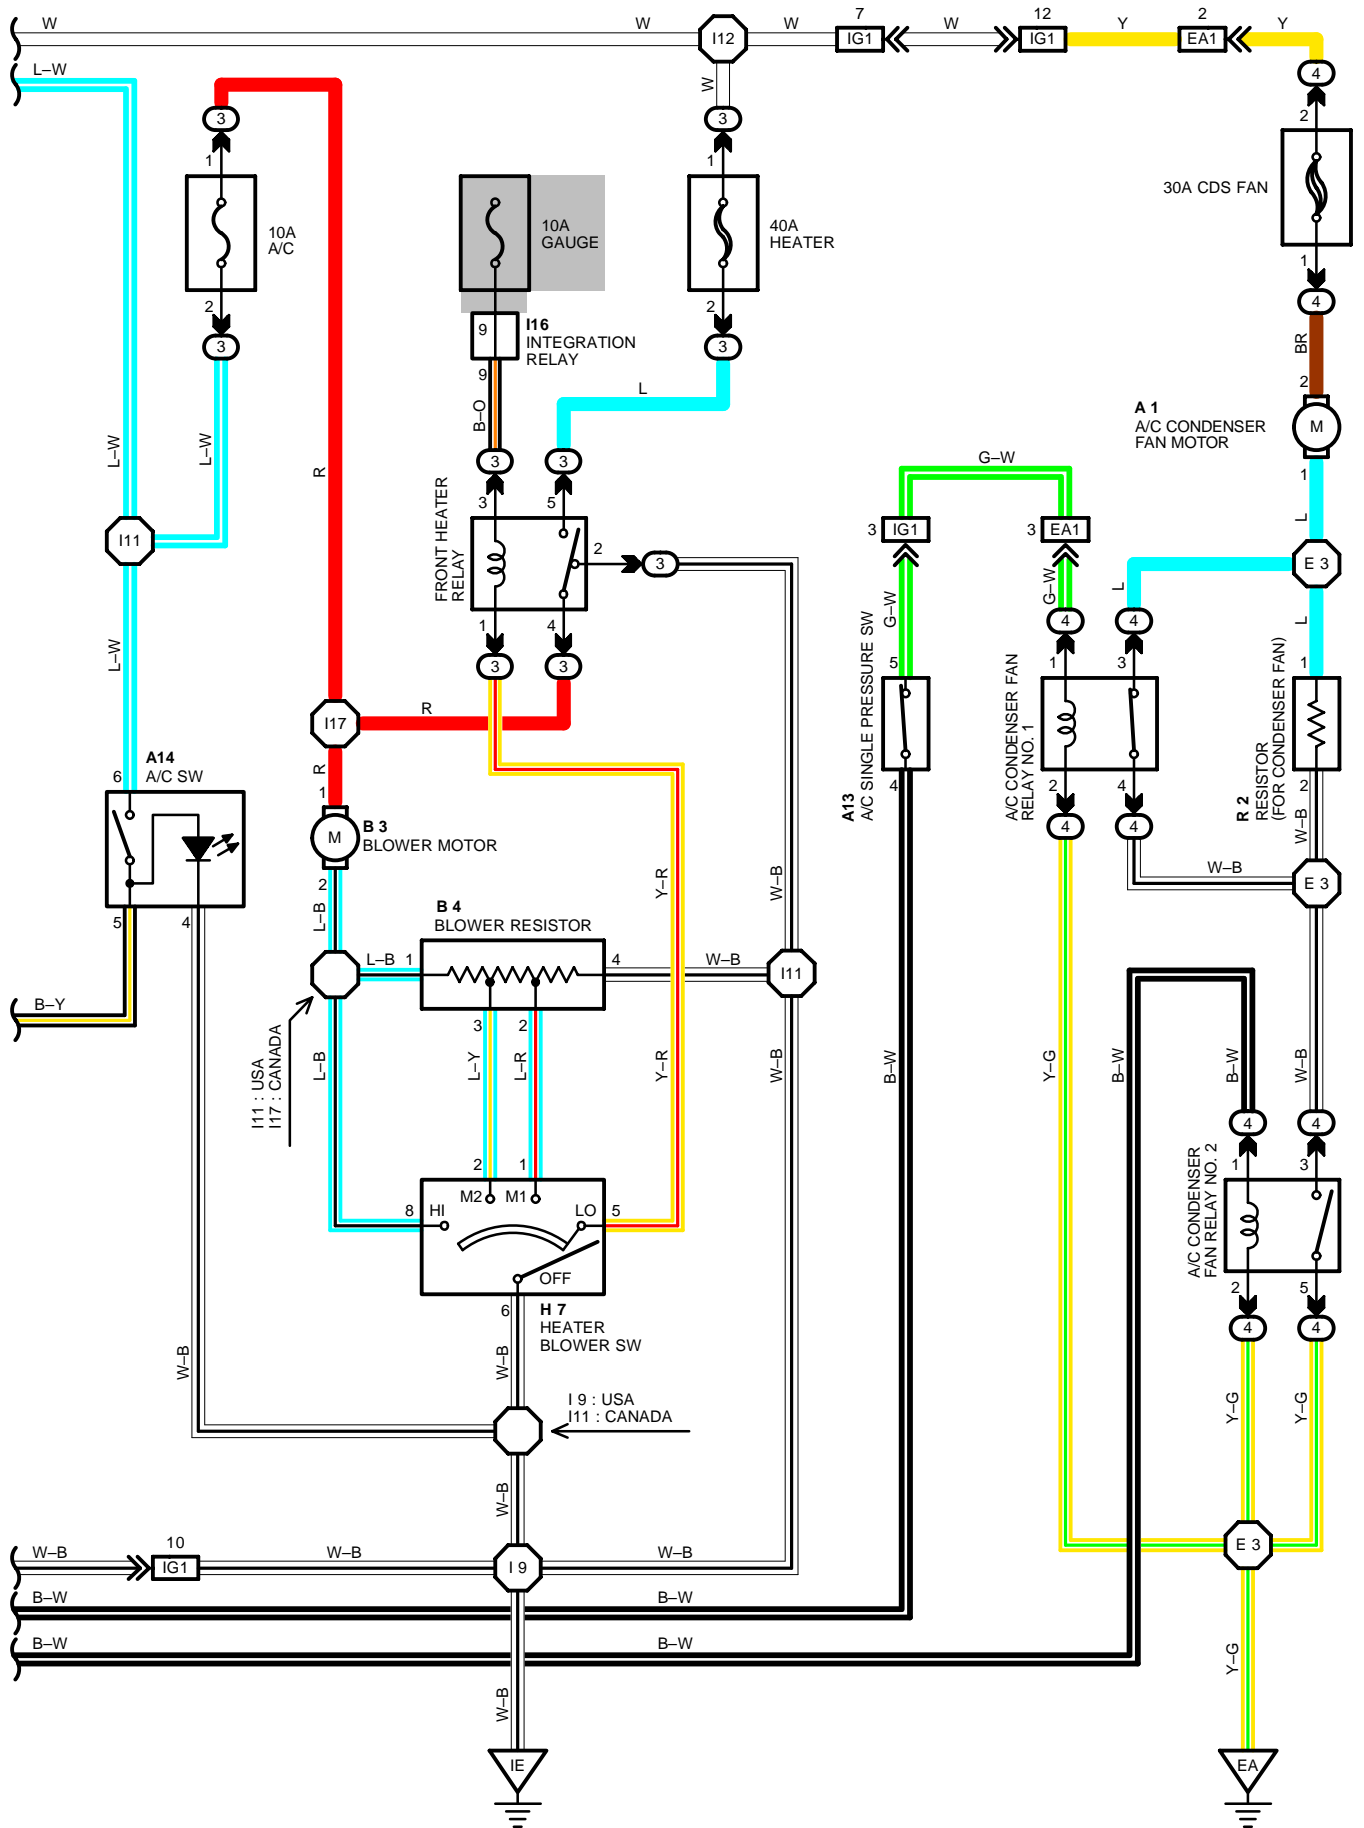 W
W
I12
W
7
IG1
W
12
IG1
Y
2
EA1
Y
L–W
W
4
3
3
1
1
2
10A
A/C
10A
GAUGE
40A
HEATER
30A CDS FAN
2
2
1
3
9
I16
INTEGRATION
RELAY
3
4
9
B–O
L
BR
2
A 1
A/C CONDENSER
FAN MOTOR
M
L–W
L–W
R
3
3
G–W
1
L
3
5
FRONT HEATER
RELAY
2
3
3
IG1
3
EA1
I11
E 3
G–W
G–W
L
L
1
4
4
4
3
3
L–W
5
1
3
1
R
I17
A/C SINGLE PRESSURE SW
A13
A/C CONDENSER FAN
RELAY NO. 1
R 2
RESISTOR
(FOR CONDENSER FAN)
A14
A/C SW
6
R
1
4
2
4
2
W–B
M
B 3
BLOWER MOTOR
4
4
2
Y–R
W–B
W–B
E 3
5
4
L–B
B 4
BLOWER RESISTOR
L–B
1
4
W–B
I11
B–Y
3
2
L–B
L–Y
L–R
Y–R
W–B
B–W
Y–G
B–W
B–W
W–B
I11 : USA
I17 : CANADA
4
4
2
1
1
3
M2
M1
8
HI
LO
5
A/C CONDENSER
FAN RELAY NO. 2
OFF
6
H 7
HEATER
BLOWER SW
2
5
4
4
W–B
W–B
I 9 : USA
I11 : CANADA
Y–G
Y–G
W–B
W–B
10
IG1
W–B
I 9
W–B
E 3
B–W
B–W
B–W
B–W
Y–G
W–B
IE
EA